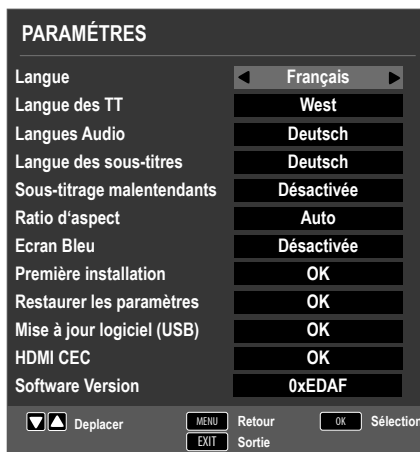 PARAMÉTRES
Langue Français
Langue des TT West
Langues Audio Deutsch
Langue des sous-titres Deutsch
Sous-titrage malentendants Désactivée
Ratio d‘aspect Auto
Ecran Bleu Désactivée
Première installation OK
Restaurer les paramètres OK
Mise à jour logiciel (USB) OK
HDMI CEC OK
Software Version 0xEDAF
Deplacer MENU Retour OK Sélection
EXIT Sortie